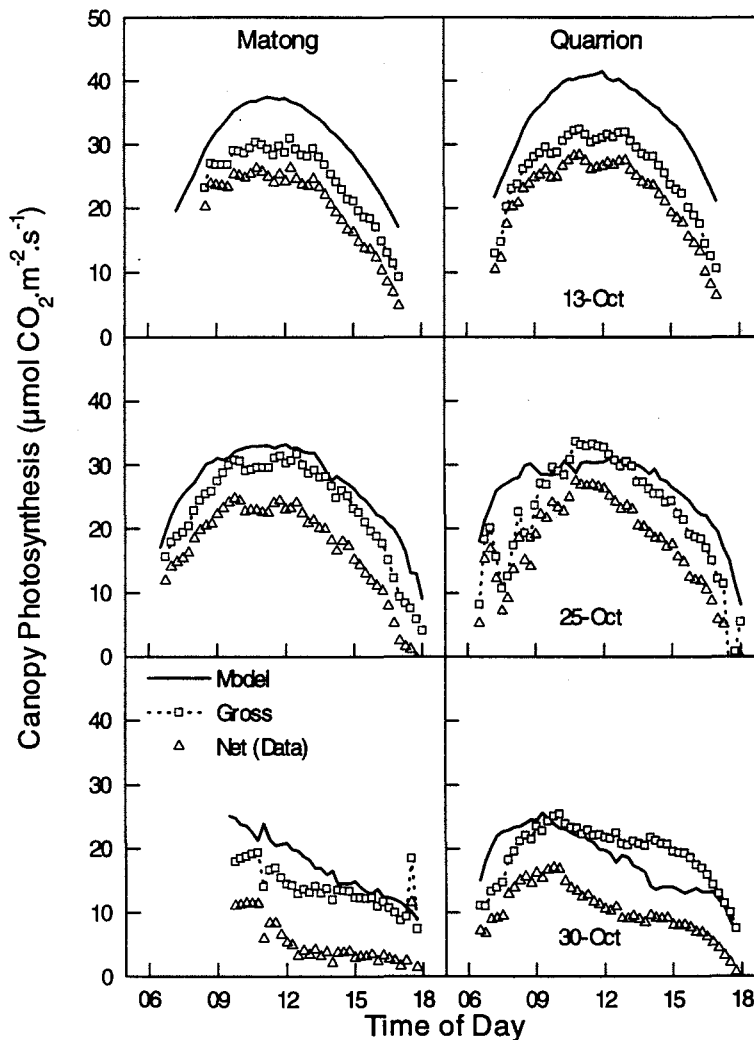 Canopy Photosynthesis (µmol CO₂.m⁻².s⁻¹)
50
40
30
20
10
0
Matong
Quarrion
13-Oct
40
30
20
10
0
25-Oct
40
30
20
10
0
Model
Gross
Net (Data)
30-Oct
06 09 12 15 18
06 09 12 15 18
Time of Day